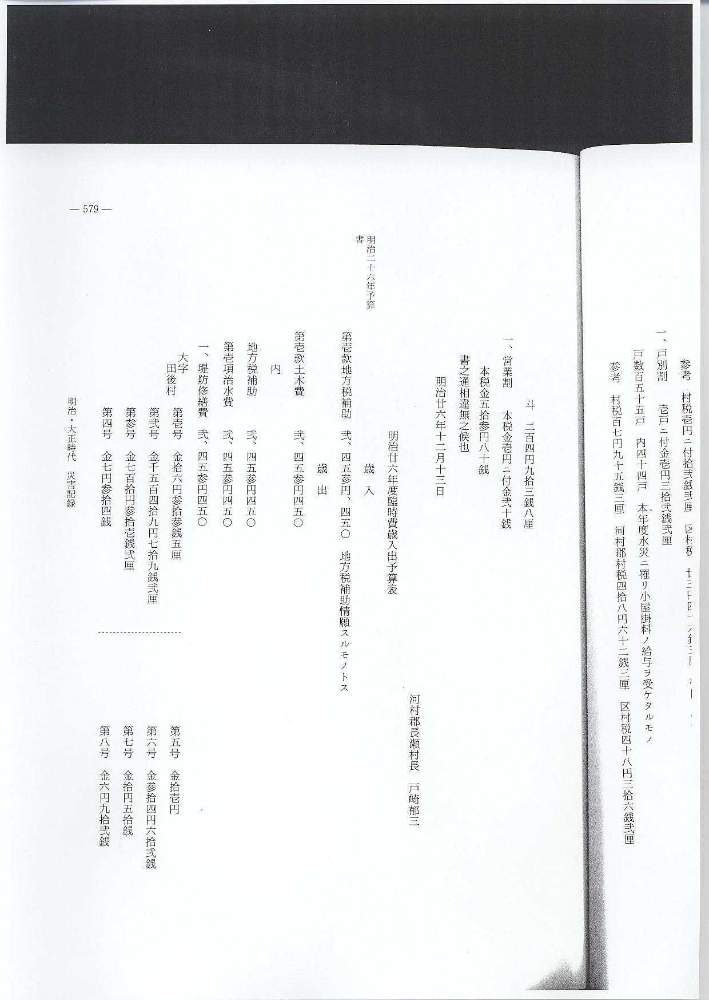 参考　村税壱円ニ付拾弐銭弐厘　区村税
一、戸別割　壱戸ニ付金壱円三拾弐銭弐厘
戸数百五十五戸　内四十四戸　本年度水災ニ罹リ小屋掛料ノ給与ヲ受ケタルモノ
参考　村税百七円九十五銭三厘　河村郡村税四拾八円六十二銭三厘　区村税四十八円三拾六銭弐厘
斗　二百四円九拾三銭八厘
一、営業割　本税金壱円ニ付金弐十銭
本税金五拾参円八十銭
書之通相違無之候也
明治廿六年十二月十三日
河村郡長瀬村長　戸崎郁三
明治廿六年度臨時費歳入出予算表
明治二十六年予算
書
歳　入
第壱款地方税補助　弐、四五参円、四五〇　地方税補助情願スルモノトス
歳　出
第壱款土木費　弐、四五参円四五〇
内
地方税補助　弐、四五参円四五〇
第壱項治水費　弐、四五参円四五〇
一、堤防修繕費　弐、四五参円四五〇
大字
田後村
第壱号　金拾六円参拾参銭五厘
第弐号　金千五百四拾九円七拾九銭弐厘
第参号　金七百拾円参拾壱銭弐厘
第四号　金七円参拾四銭
第五号　金拾壱円
第六号　金参拾四円六拾弐銭
第七号　金拾円五拾銭
第八号　金六円九拾弐銭
明治・大正時代　災害記録
— 579 —